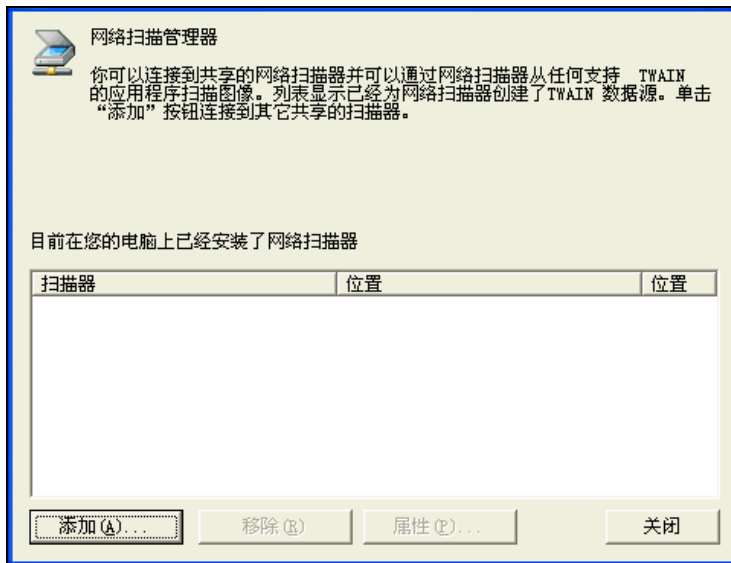 网络扫描管理器
你可以连接到共享的网络扫描器并可以通过网络扫描器从任何支持 TWAIN
的应用程序扫描图像。列表显示已经为网络扫描器创建了TWAIN 数据源。单击
“添加”按钮连接到其它共享的扫描器。
目前在您的电脑上已经安装了网络扫描器
扫描器 位置 位置
添加(A)... 移除(R) 属性(P)... 关闭